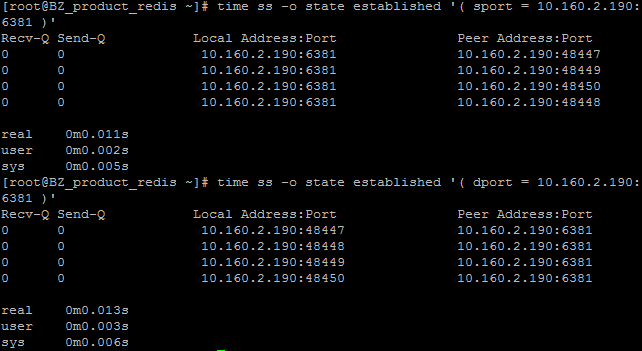 [root@BZ_product_redis ~]# time ss -o state established '( sport = 10.160.2.190:
6381 )'
Recv-Q Send-Q Local Address:Port Peer Address:Port
0 0 10.160.2.190:6381 10.160.2.190:48447
0 0 10.160.2.190:6381 10.160.2.190:48449
0 0 10.160.2.190:6381 10.160.2.190:48450
0 0 10.160.2.190:6381 10.160.2.190:48448
real 0m0.011s
user 0m0.002s
sys 0m0.005s
[root@BZ_product_redis ~]# time ss -o state established '( dport = 10.160.2.190:
6381 )'
Recv-Q Send-Q Local Address:Port Peer Address:Port
0 0 10.160.2.190:48447 10.160.2.190:6381
0 0 10.160.2.190:48448 10.160.2.190:6381
0 0 10.160.2.190:48449 10.160.2.190:6381
0 0 10.160.2.190:48450 10.160.2.190:6381
real 0m0.013s
user 0m0.003s
sys 0m0.006s